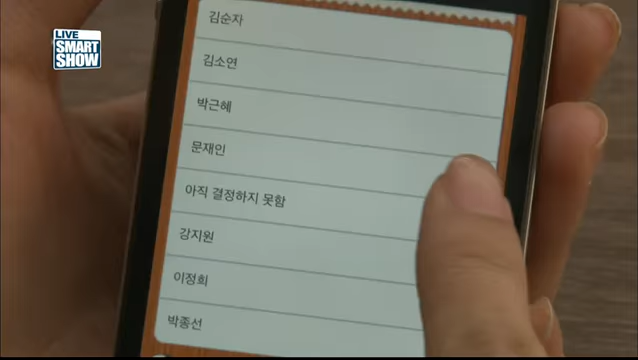 LIVE
SMART
SHOW
김순자
김소연
박근혜
문재인
아직 결정하지 못함
강지원
이정희
박종선